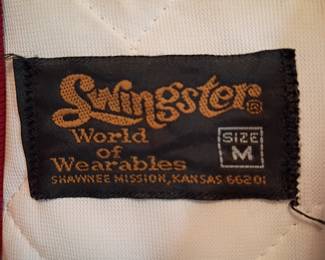 Swingster®
World
of
Wearables
SIZE
M
SHAWNEE MISSION, KANSAS 66201